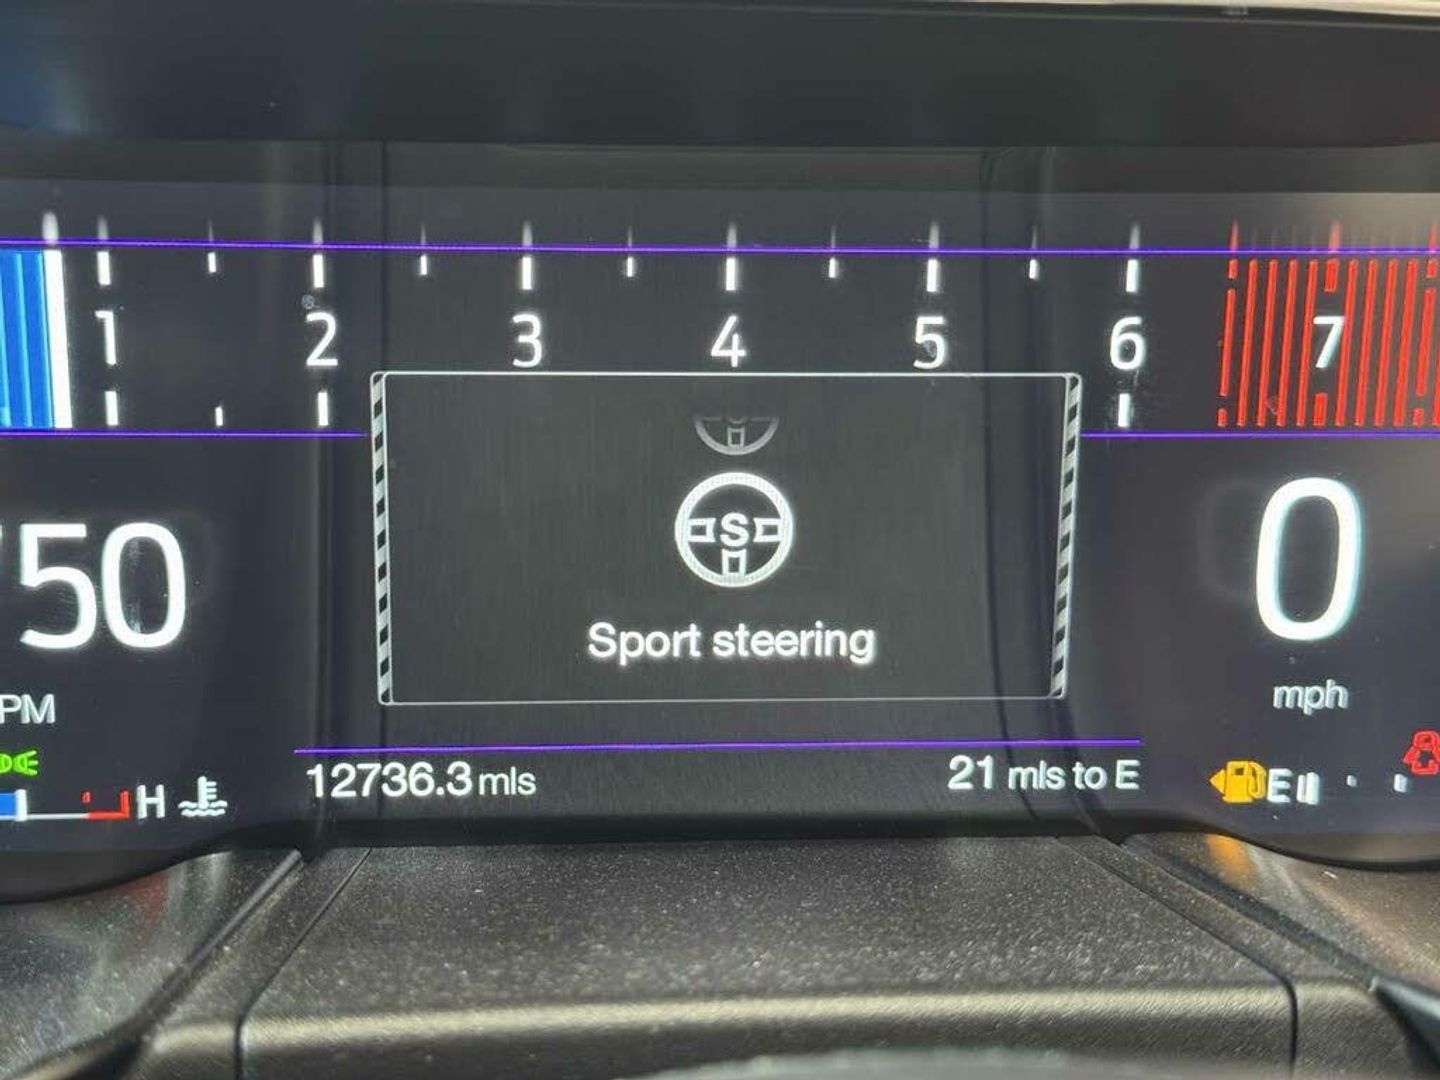 1 2 3 4 5 6 7
S
Sport steering
50
0
PM
mph
12736.3 mls
21 mls to E
H
E